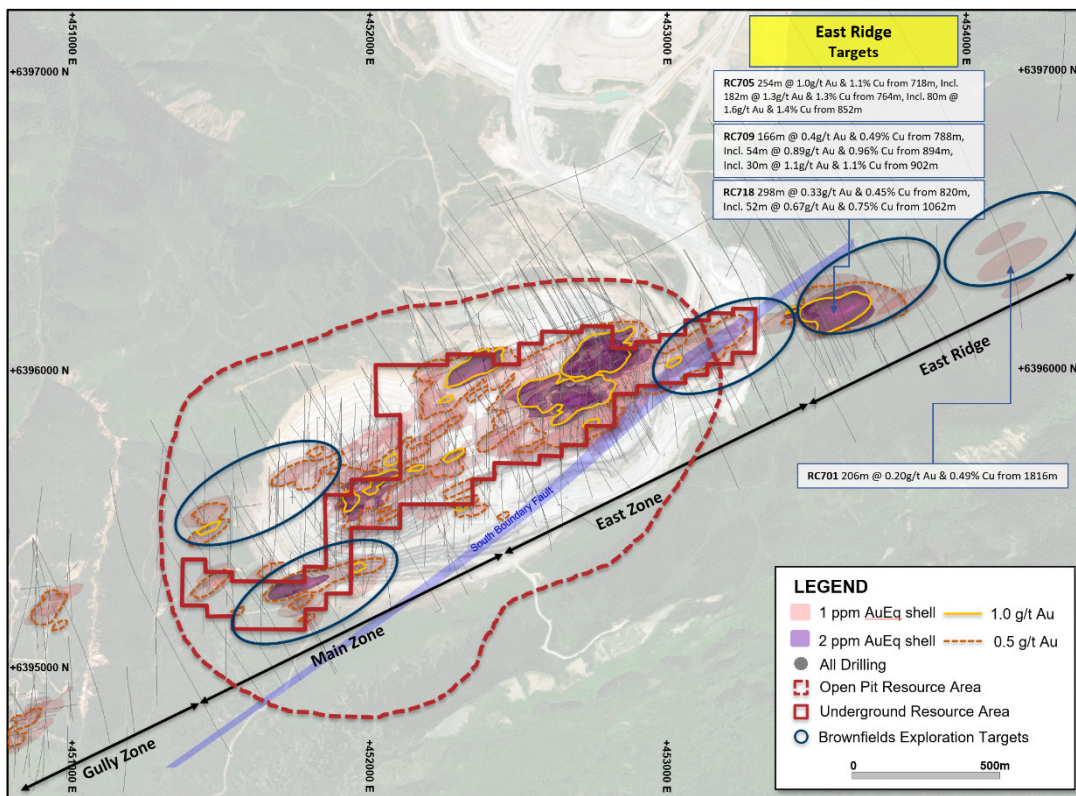 451000 E
452000 E
453000 E
454000 E
+6397000 N
+6397000 N
East Ridge
Targets
RC705 254m @ 1.0g/t Au & 1.1% Cu from 718m, Incl.
182m @ 1.3g/t Au & 1.3% Cu from 764m, Incl. 80m @
1.6g/t Au & 1.4% Cu from 852m
RC709 166m @ 0.4g/t Au & 0.49% Cu from 788m,
Incl. 54m @ 0.89g/t Au & 0.96% Cu from 894m,
Incl. 30m @ 1.1g/t Au & 1.1% Cu from 902m
RC718 298m @ 0.33g/t Au & 0.45% Cu from 820m,
Incl. 52m @ 0.67g/t Au & 0.75% Cu from 1062m
+6396000 N
+6396000 N
East Ridge
RC701 206m @ 0.20g/t Au & 0.49% Cu from 1816m
East Zone
South Boundary Fault
Main Zone
Gully Zone
+6395000 N
LEGEND
1 ppm AuEq shell
1.0 g/t Au
2 ppm AuEq shell
0.5 g/t Au
All Drilling
Open Pit Resource Area
Underground Resource Area
Brownfields Exploration Targets
0
500m
451000 E
452000 E
453000 E